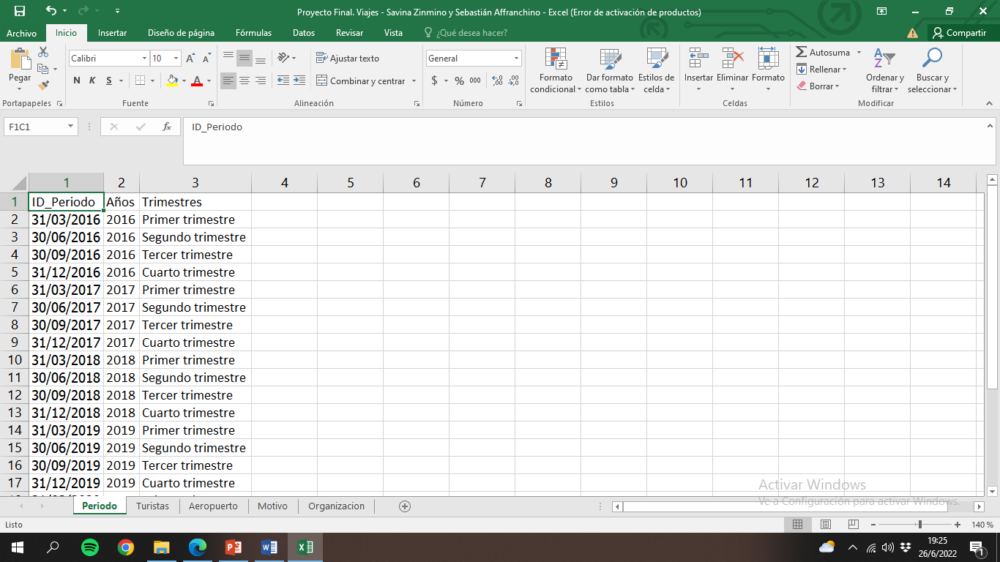 Proyecto Final. Viajes - Savina Zinmino y Sebastián Affranchino - Excel (Error de activación de productos)
Archivo Inicio Insertar Diseño de página Fórmulas Datos Revisar Vista ¿Qué desea hacer? Compartir
Pegar
Calibri 10
N K S
Ajustar texto
Combinar y centrar
General
$ % 000
Formato condicional
Dar formato como tabla
Estilos de celda
Insertar Eliminar Formato
Autosuma
Rellenar
Borrar
Ordenar y filtrar
Buscar y seleccionar
Portapapeles Fuente Alineación Número Estilos Celdas Modificar
F1C1 fx ID_Periodo
1 2 3 4 5 6 7 8 9 10 11 12 13 14
1 ID_Periodo Años Trimestres
2 31/03/2016 2016 Primer trimestre
3 30/06/2016 2016 Segundo trimestre
4 30/09/2016 2016 Tercer trimestre
5 31/12/2016 2016 Cuarto trimestre
6 31/03/2017 2017 Primer trimestre
7 30/06/2017 2017 Segundo trimestre
8 30/09/2017 2017 Tercer trimestre
9 31/12/2017 2017 Cuarto trimestre
10 31/03/2018 2018 Primer trimestre
11 30/06/2018 2018 Segundo trimestre
12 30/09/2018 2018 Tercer trimestre
13 31/12/2018 2018 Cuarto trimestre
14 31/03/2019 2019 Primer trimestre
15 30/06/2019 2019 Segundo trimestre
16 30/09/2019 2019 Tercer trimestre
17 31/12/2019 2019 Cuarto trimestre
Activar Windows
Ve a Configuración para activar Windows.
Periodo Turistas Aeropuerto Motivo Organizacion
Listo 140 %
19:25
26/6/2022
1